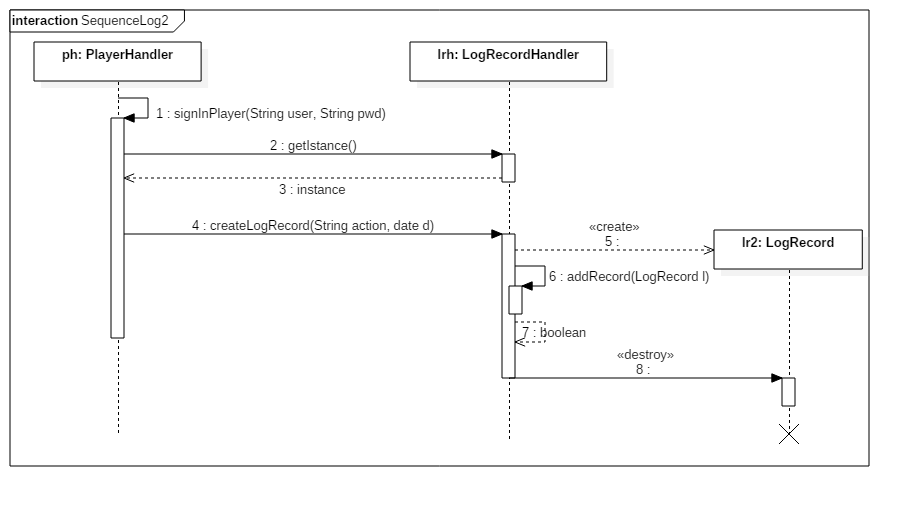 interaction SequenceLog2
ph: PlayerHandler
lrh: LogRecordHandler
1 : signInPlayer(String user, String pwd)
2 : getIstance()
3 : instance
4 : createLogRecord(String action, date d)
«create»
5 :
lr2: LogRecord
6 : addRecord(LogRecord l)
7 : boolean
«destroy»
8 :